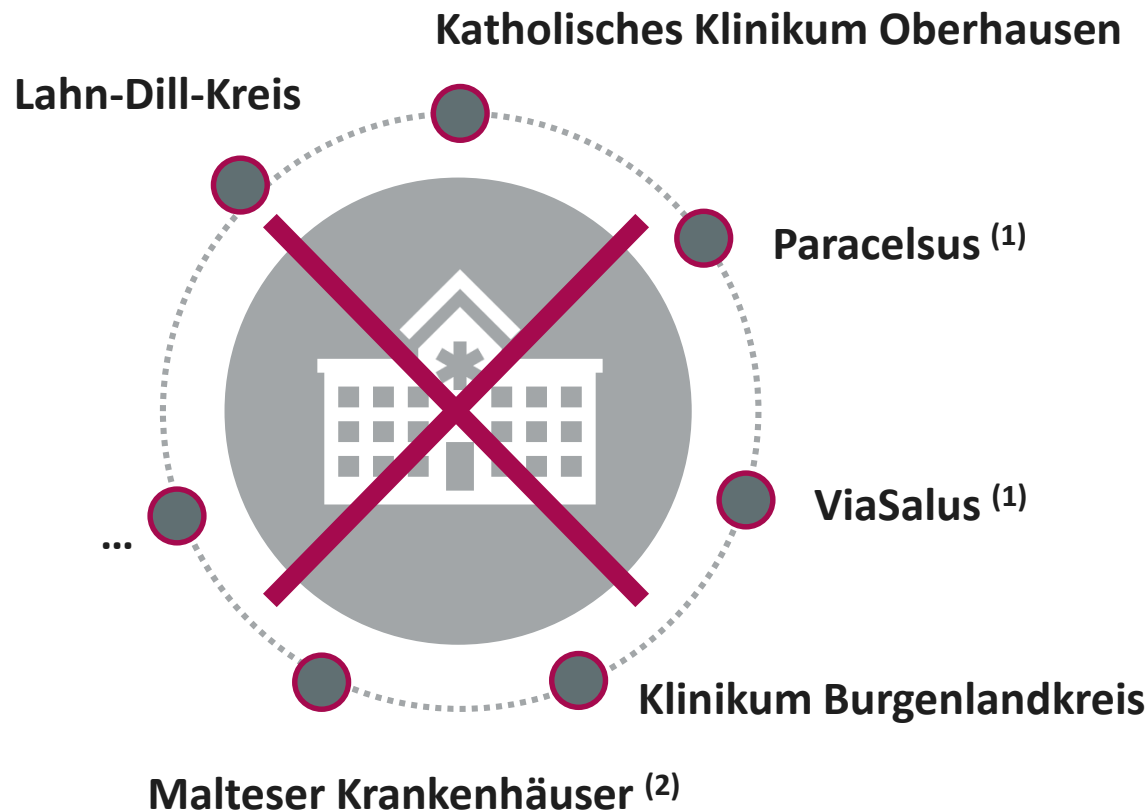 Katholisches Klinikum Oberhausen
Lahn-Dill-Kreis
Paracelsus (1)
ViaSalus (1)
...
Klinikum Burgenlandkreis
Malteser Krankenhäuser (2)